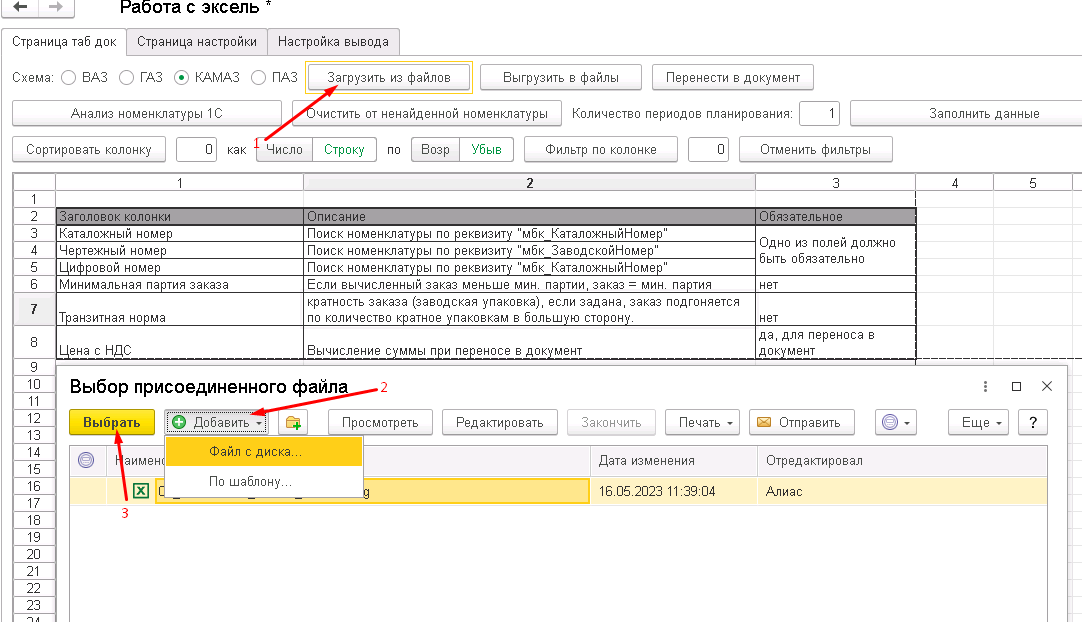 Работа с эксель *
Страница таб док Страница настройки Настройка вывода
Схема: ВАЗ ГАЗ КАМАЗ ПАЗ Загрузить из файлов Выгрузить в файлы Перенести в документ
Анализ номенклатуры 1С Очистить от ненайденной номенклатуры Количество периодов планирования: 1 Заполнить данные
1
Сортировать колонку 0 как Число Строку по Возр Убыв Фильтр по колонке 0 Отменить фильтры
1 2 3 4 5
1
2 Заголовок колонки Описание Обязательное
3 Каталожный номер Поиск номенклатуры по реквизиту "мбк_КаталожныйНомер"
4 Чертежный номер Поиск номенклатуры по реквизиту "мбк_ЗаводскойНомер" Одно из полей должно
5 Цифровой номер Поиск номенклатуры по реквизиту "мбк_КаталожныйНомер" быть обязательно
6 Минимальная партия заказа Если вычисленный заказ меньше мин. партии, заказ = мин. партия нет
7 кратность заказа (заводская упаковка), если задана, заказ подгоняется
Транзитная норма по количество кратное упаковкам в большую сторону. нет
8 да, для переноса в
Цена с НДС Вычисление суммы при переносе в документ документ
9
10 Выбор присоединенного файла 2
11
12 Выбрать Добавить Просмотреть Редактировать Закончить Печать Отправить Еще ?
13
14 Файл с диска... Дата изменения Отредактировал
15
16 По шаблону... 16.05.2023 11:39:04 Алиас
17
3
18
19
20
21
22
23
24